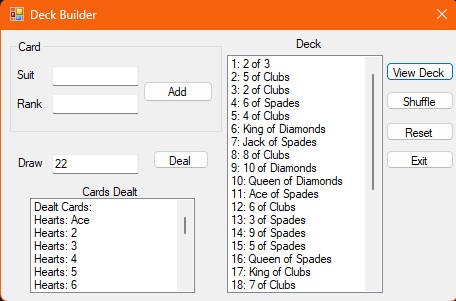 Deck Builder
Card
Suit
Rank
Add
Draw
22
Deal
Cards Dealt
Dealt Cards:
Hearts: Ace
Hearts: 2
Hearts: 3
Hearts: 4
Hearts: 5
Hearts: 6
Deck
1: 2 of 3
2: 5 of Clubs
3: 2 of Clubs
4: 6 of Spades
5: 4 of Clubs
6: King of Diamonds
7: Jack of Spades
8: 8 of Clubs
9: 10 of Diamonds
10: Queen of Diamonds
11: Ace of Spades
12: 6 of Clubs
13: 3 of Spades
14: 9 of Spades
15: 5 of Spades
16: Queen of Spades
17: King of Clubs
18: 7 of Clubs
View Deck
Shuffle
Reset
Exit